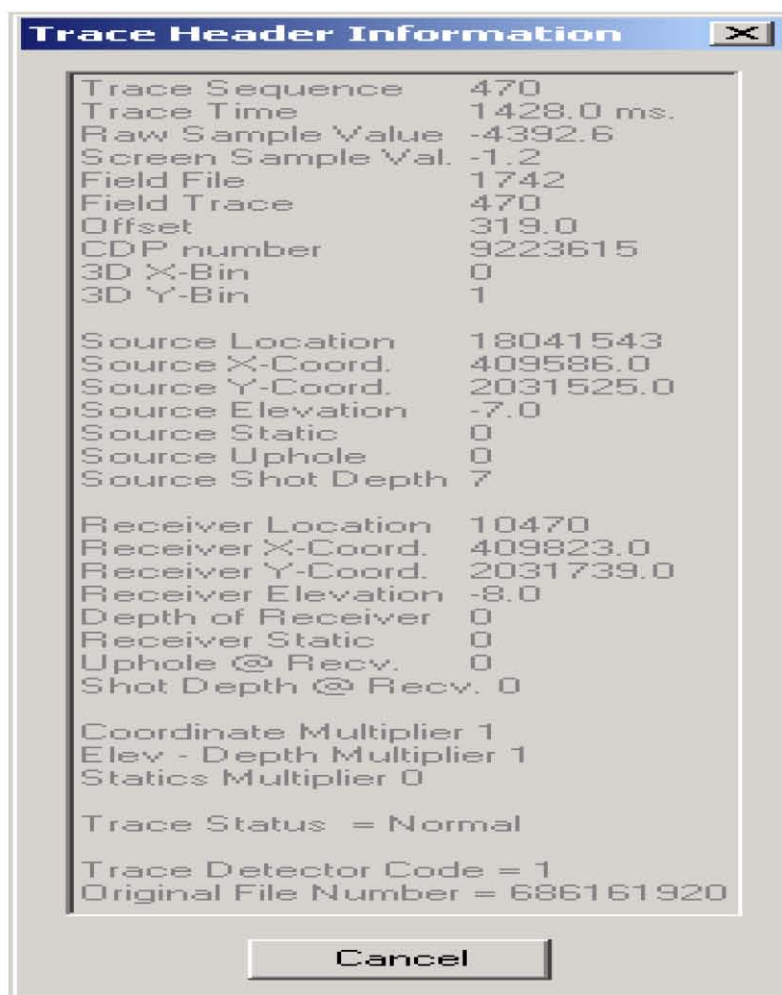 Trace Header Information
Trace Sequence 470
Trace Time 1428.0 ms.
Raw Sample Value -4392.6
Screen Sample Val. -1.2
Field File 1742
Field Trace 470
Offset 319.0
CDP number 9223615
3D X-Bin 0
3D Y-Bin 1
Source Location 18041543
Source X-Coord. 409586.0
Source Y-Coord. 2031525.0
Source Elevation -7.0
Source Static 0
Source Uphole 0
Source Shot Depth 7
Receiver Location 10470
Receiver X-Coord. 409823.0
Receiver Y-Coord. 2031739.0
Receiver Elevation -8.0
Depth of Receiver 0
Receiver Static 0
Uphole @ Recv. 0
Shot Depth @ Recv. 0
Coordinate Multiplier 1
Elev - Depth Multiplier 1
Statics Multiplier 0
Trace Status = Normal
Trace Detector Code = 1
Original File Number = 686161920
Cancel